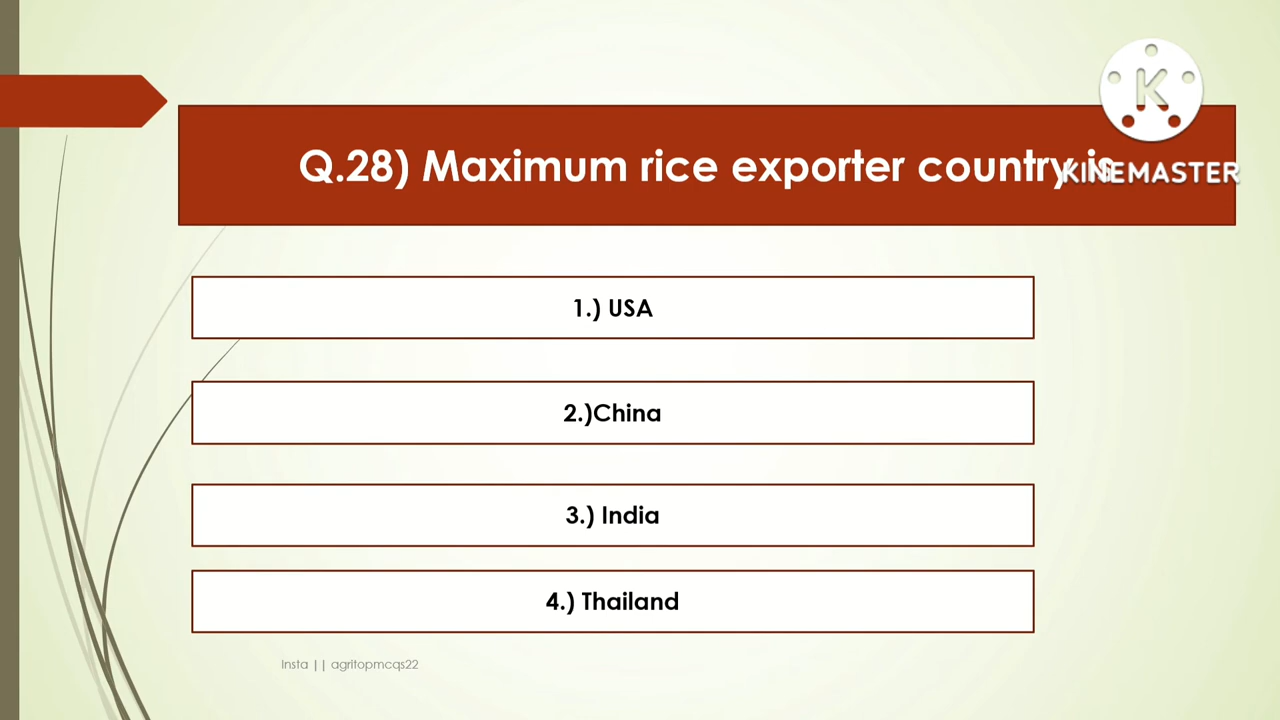 Q.28) Maximum rice exporter country is
KINEMASTER
1.) USA
2.)China
3.) India
4.) Thailand
Insta || agritopmcqs22